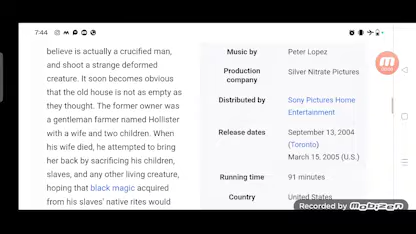 7:44
believe is actually a crucified man,
and shoot a strange deformed
creature. It soon becomes obvious
that the old house is not as empty as
they thought. The former owner was
a gentleman farmer named Hollister
with a wife and two children. When
his wife died, he attempted to bring
her back by sacrificing his children,
slaves, and any other living creature,
hoping that black magic acquired
from his slaves' native rites would
Music by Peter Lopez
Production company Silver Nitrate Pictures
Distributed by Sony Pictures Home
Entertainment
Release dates September 13, 2004
(Toronto)
March 15, 2005 (U.S.)
Running time 91 minutes
Country United States
Recorded by Mobizen